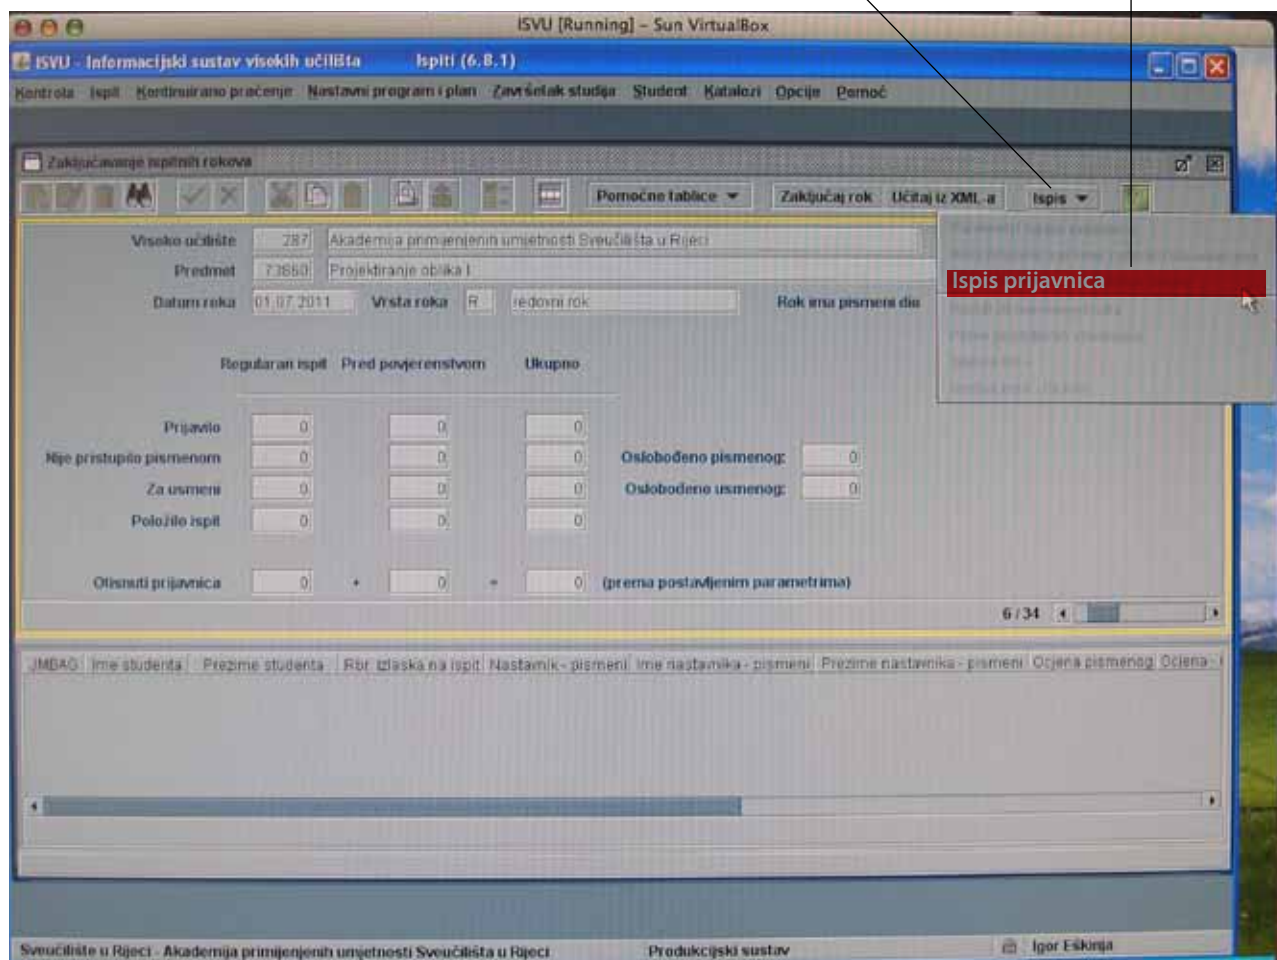 ISVU [Running] – Sun VirtualBox
ISVU - Informacijski sustav visokih učilišta Ispiti (6.8.1)
Kontrola Ispit Kontinuirano praćenje Nastavni program i plan Završetak studija Student Katalozi Opcije Pomoć
Zaključavanje ispitnih rokova
Pomoćne tablice Zaključaj rok Učitaj iz XML-a Ispis
Visoko učilište 287 Akademija primijenjenih umjetnosti Sveučilišta u Rijeci
Predmet 73850 Projektiranje oblika I
Ispis prijavnica
Datum roka 01.07.2011 Vrsta roka R redovni rok Rok ima pismeni dio
Regularan ispit Pred povjerenstvom Ukupno
Prijavilo 0 0 0
Nije pristupilo pismenom 0 0 0 Oslobođeno pismenog: 0
Za usmeni 0 0 0 Oslobođeno usmenog: 0
Položilo ispit 0 0 0
Otisnuti prijavnica 0 + 0 = 0 (prema postavljenim parametrima)
6 / 34
JMBAG Ime studenta Prezime studenta Rbr. izlaska na ispit Nastavnik - pismeni Ime nastavnika - pismeni Prezime nastavnika - pismeni Ocjena pismenog Ocjena -
Sveučilište u Rijeci - Akademija primijenjenih umjetnosti Sveučilišta u Rijeci Produkcijski sustav Igor Eškinja